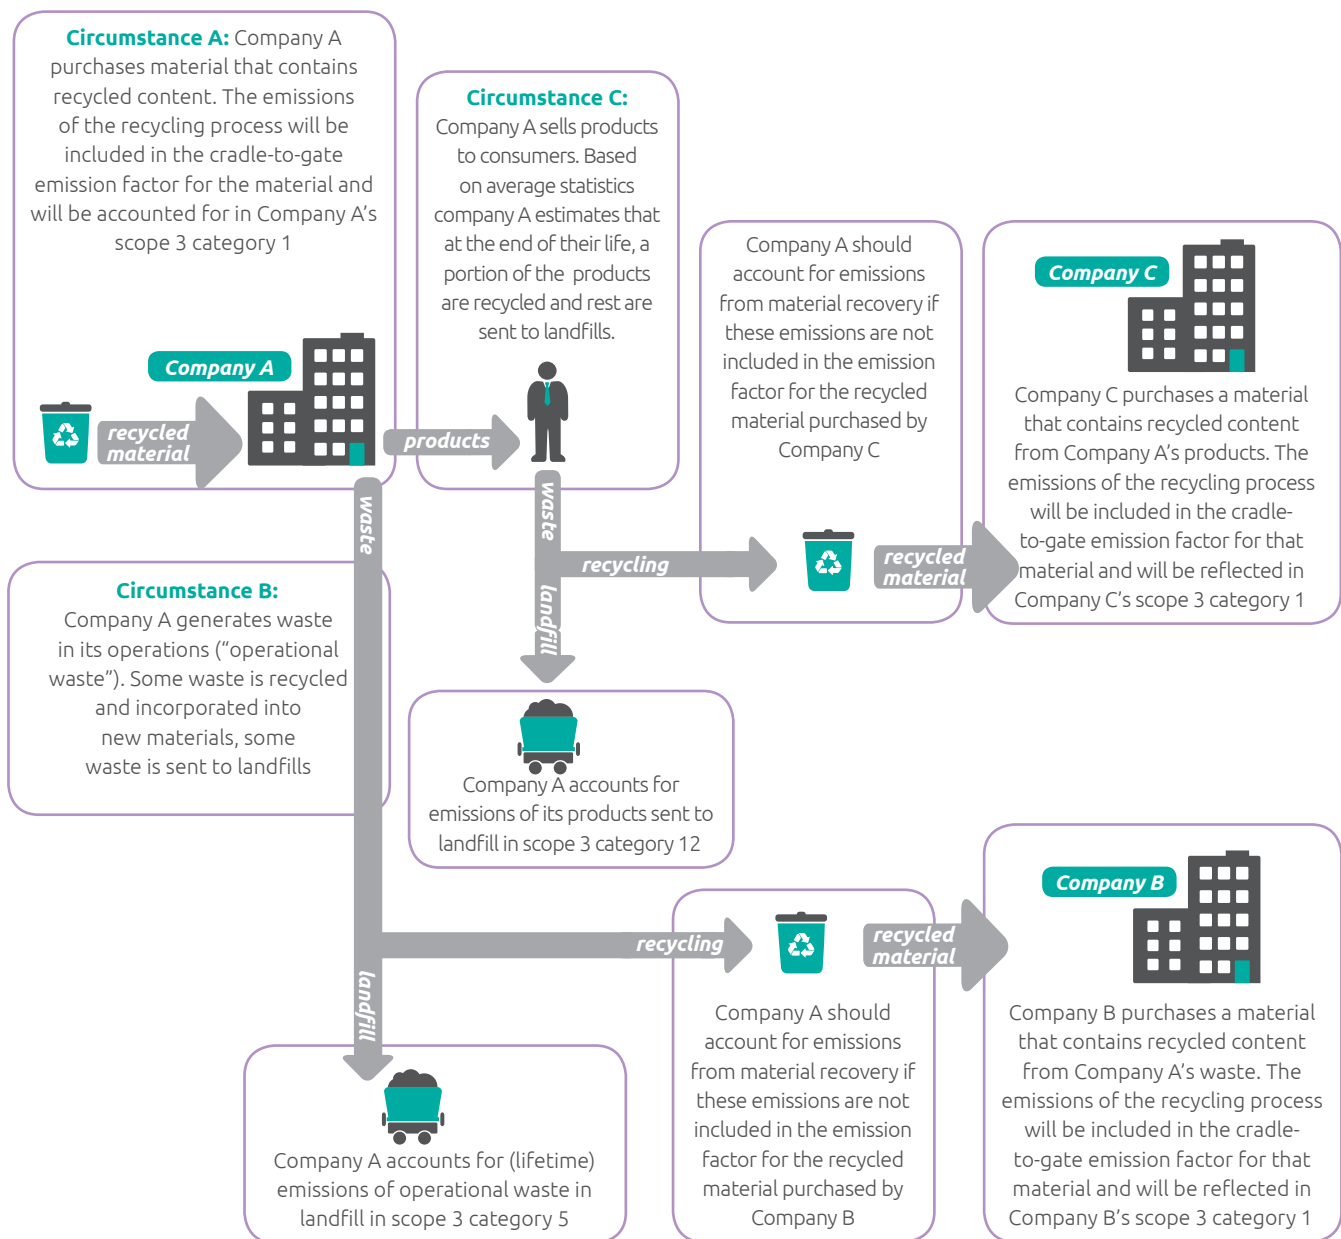 Circumstance A: Company A
purchases material that contains
recycled content. The emissions
of the recycling process will be
included in the cradle-to-gate
emission factor for the material and
will be accounted for in Company A's
scope 3 category 1
Company A
recycled
material
products
Circumstance C:
Company A sells products
to consumers. Based
on average statistics
company A estimates that
at the end of their life, a
portion of the products
are recycled and rest are
sent to landfills.
waste
recycling
landfill
Company A should
account for emissions
from material recovery if
these emissions are not
included in the emission
factor for the recycled
material purchased by
Company C
recycled
material
Company C
Company C purchases a material
that contains recycled content
from Company A's products. The
emissions of the recycling process
will be included in the cradle-
to-gate emission factor for that
material and will be reflected in
Company C's scope 3 category 1
Company A accounts for
emissions of its products sent to
landfill in scope 3 category 12
waste
Circumstance B:
Company A generates waste
in its operations (“operational
waste”). Some waste is recycled
and incorporated into
new materials, some
waste is sent to landfills
recycling
landfill
Company A accounts for (lifetime)
emissions of operational waste in
landfill in scope 3 category 5
Company A should
account for emissions
from material recovery if
these emissions are not
included in the emission
factor for the recycled
material purchased by
Company B
recycled
material
Company B
Company B purchases a material
that contains recycled content
from Company A's waste. The
emissions of the recycling process
will be included in the cradle-
to-gate emission factor for that
material and will be reflected in
Company B's scope 3 category 1